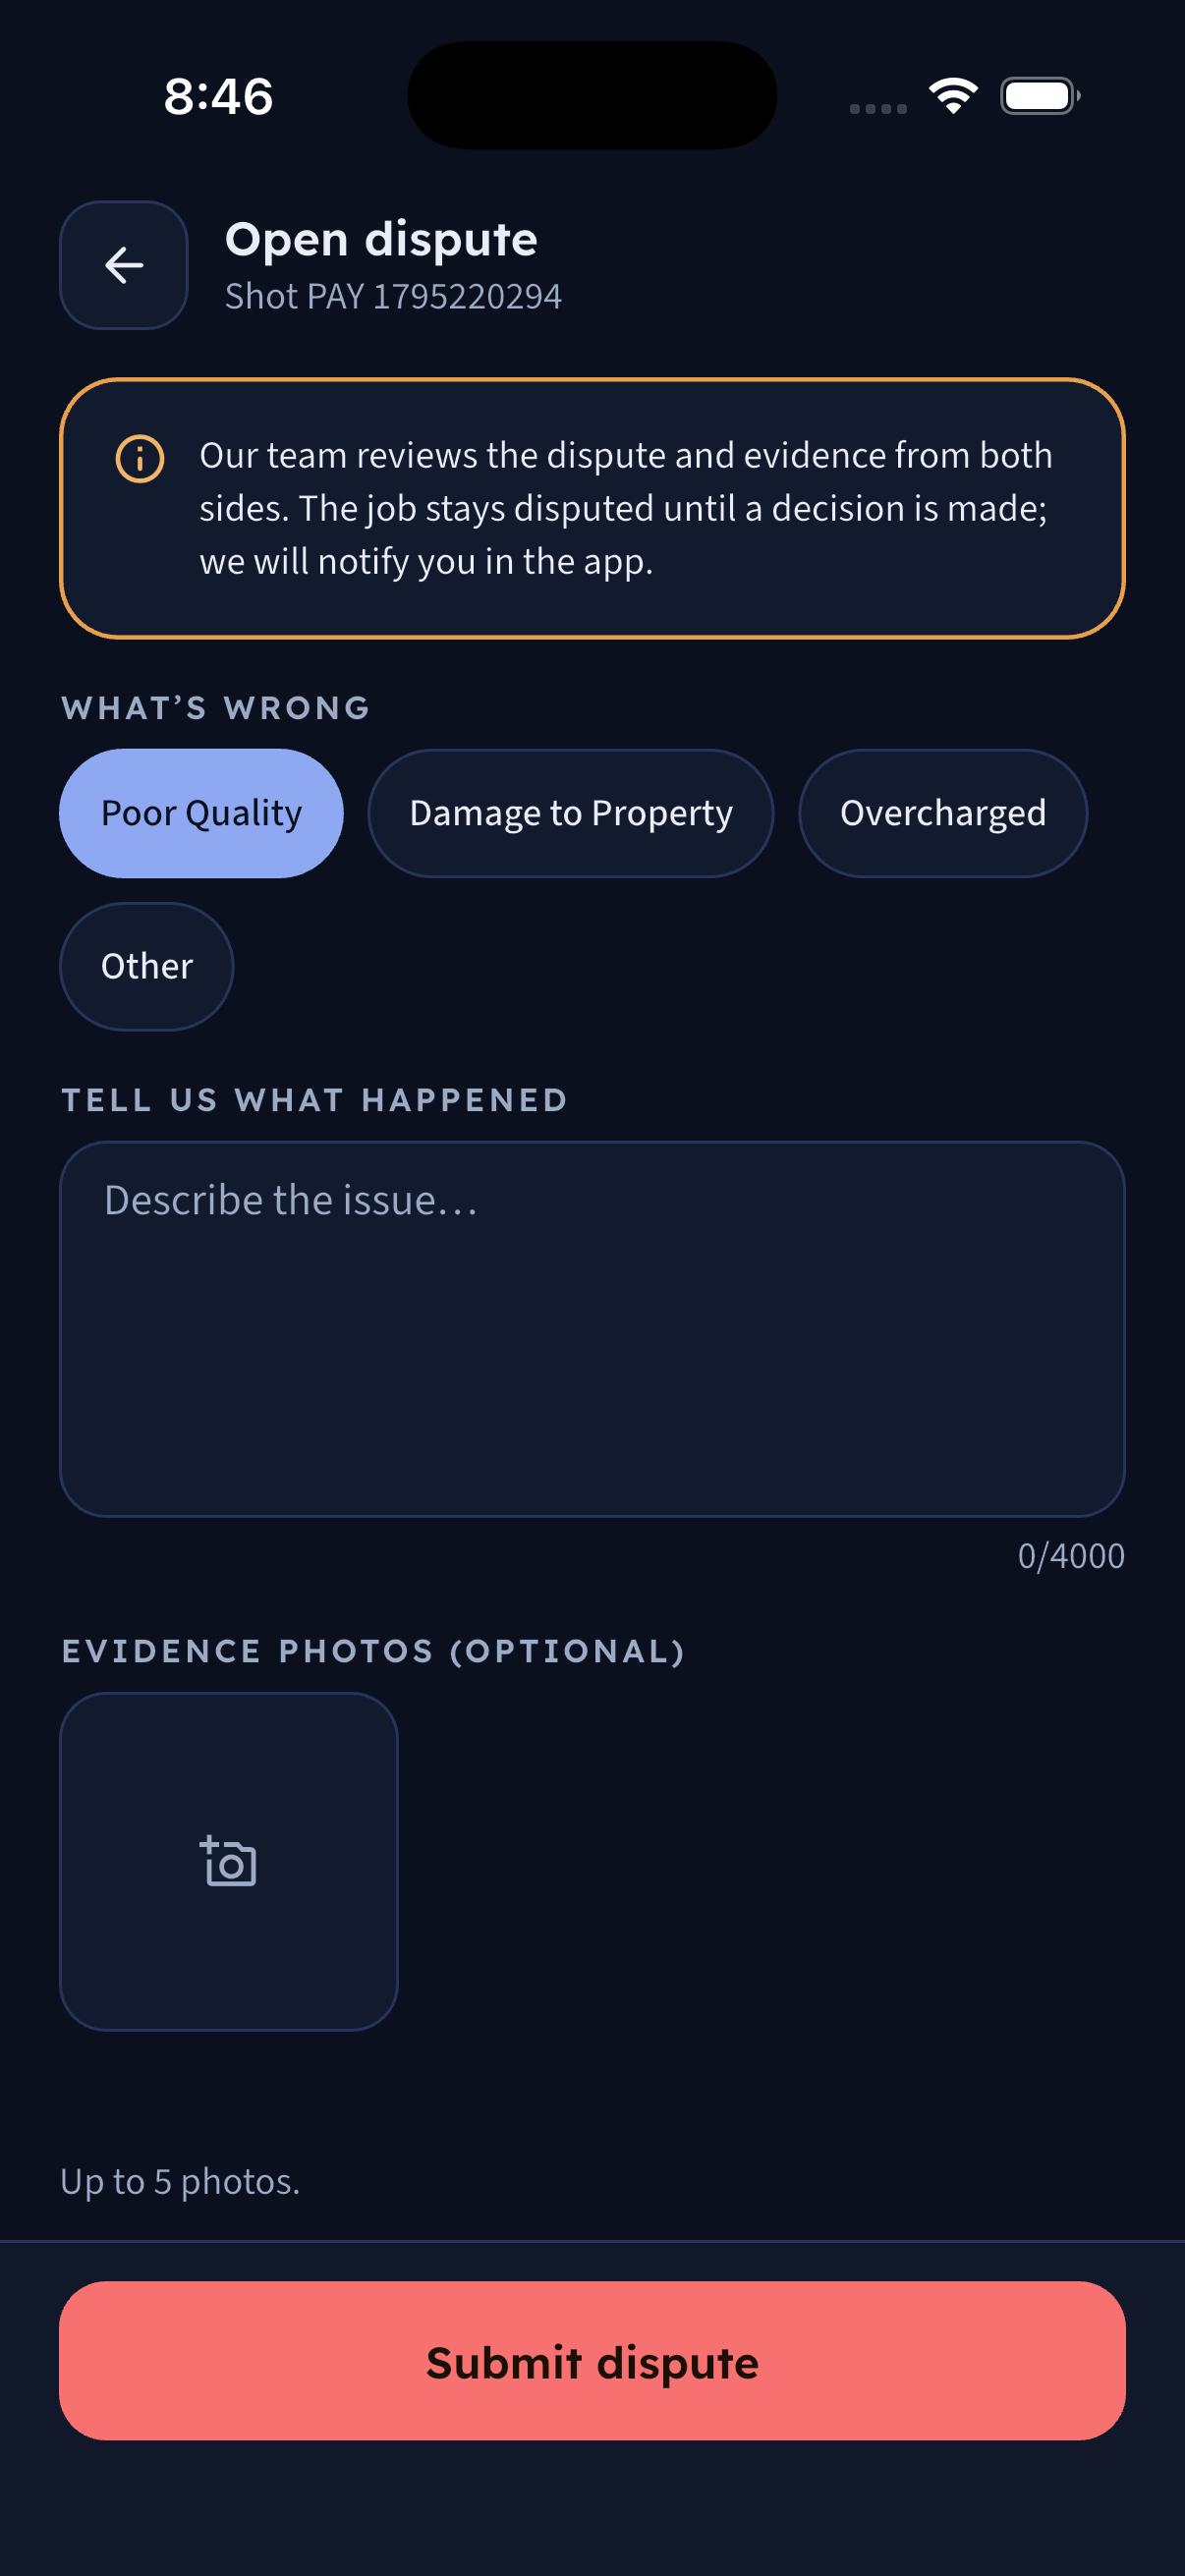 8:46
Open dispute
Shot PAY 1795220294
Our team reviews the dispute and evidence from both
sides. The job stays disputed until a decision is made;
we will notify you in the app.
WHAT’S WRONG
Poor Quality
Damage to Property
Overcharged
Other
TELL US WHAT HAPPENED
Describe the issue…
0/4000
EVIDENCE PHOTOS (OPTIONAL)
Up to 5 photos.
Submit dispute